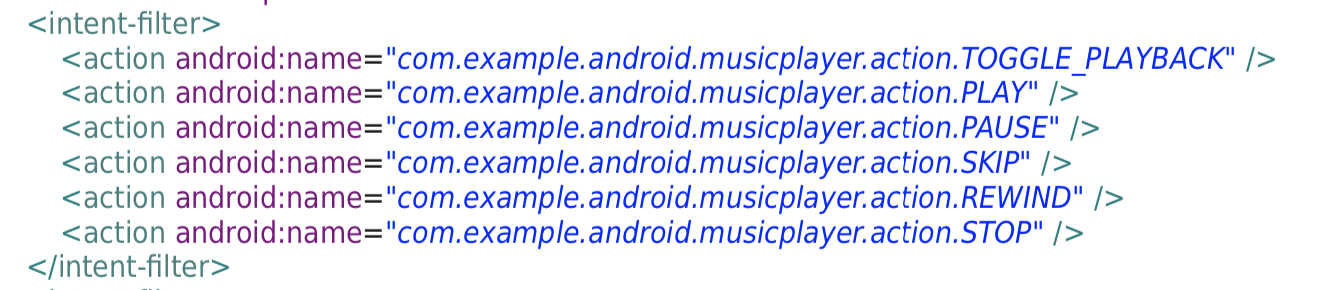 <intent-filter>
<action android:name="com.example.android.musicplayer.action.TOGGLE_PLAYBACK" />
<action android:name="com.example.android.musicplayer.action.PLAY" />
<action android:name="com.example.android.musicplayer.action.PAUSE" />
<action android:name="com.example.android.musicplayer.action.SKIP" />
<action android:name="com.example.android.musicplayer.action.REWIND" />
<action android:name="com.example.android.musicplayer.action.STOP" />
</intent-filter>